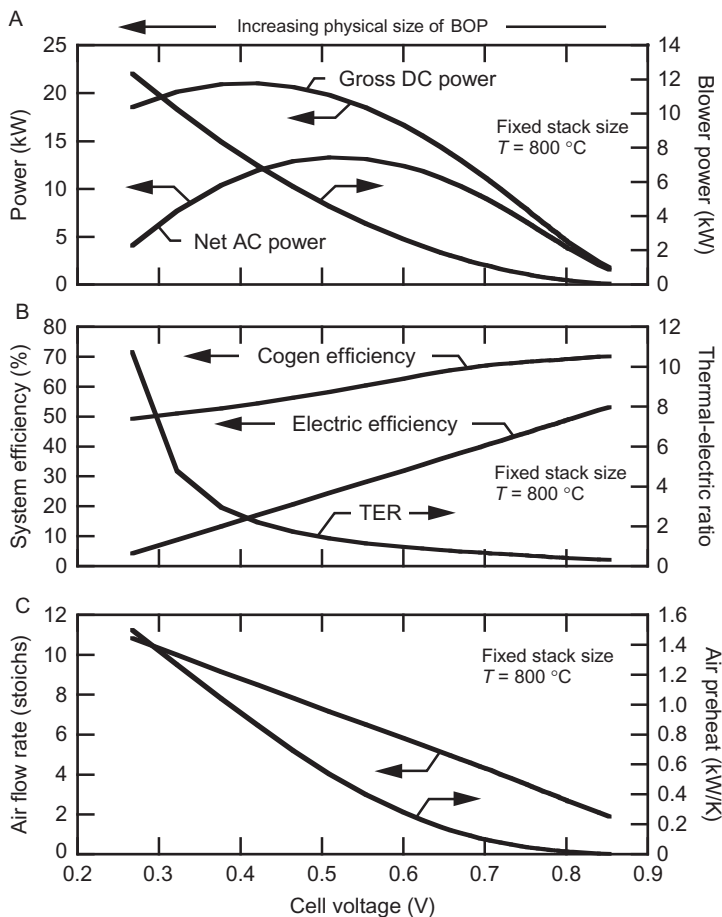 A
Increasing physical size of BOP
25
20
15
10
5
0
Power (kW)
14
12
10
8
6
4
2
0
Blower power (kW)
Gross DC power
Fixed stack size
T = 800 °C
Net AC power
B
80
70
60
50
40
30
20
10
0
System efficiency (%)
12
10
8
6
4
2
0
Thermal-electric ratio
Cogen efficiency
Electric efficiency
Fixed stack size
T = 800 °C
TER
C
12
10
8
6
4
2
0
Air flow rate (stoichs)
1.6
1.4
1.2
1.0
0.8
0.6
0.4
0.2
0
Air preheat (kW/K)
Fixed stack size
T = 800 °C
0.2 0.3 0.4 0.5 0.6 0.7 0.8 0.9
Cell voltage (V)